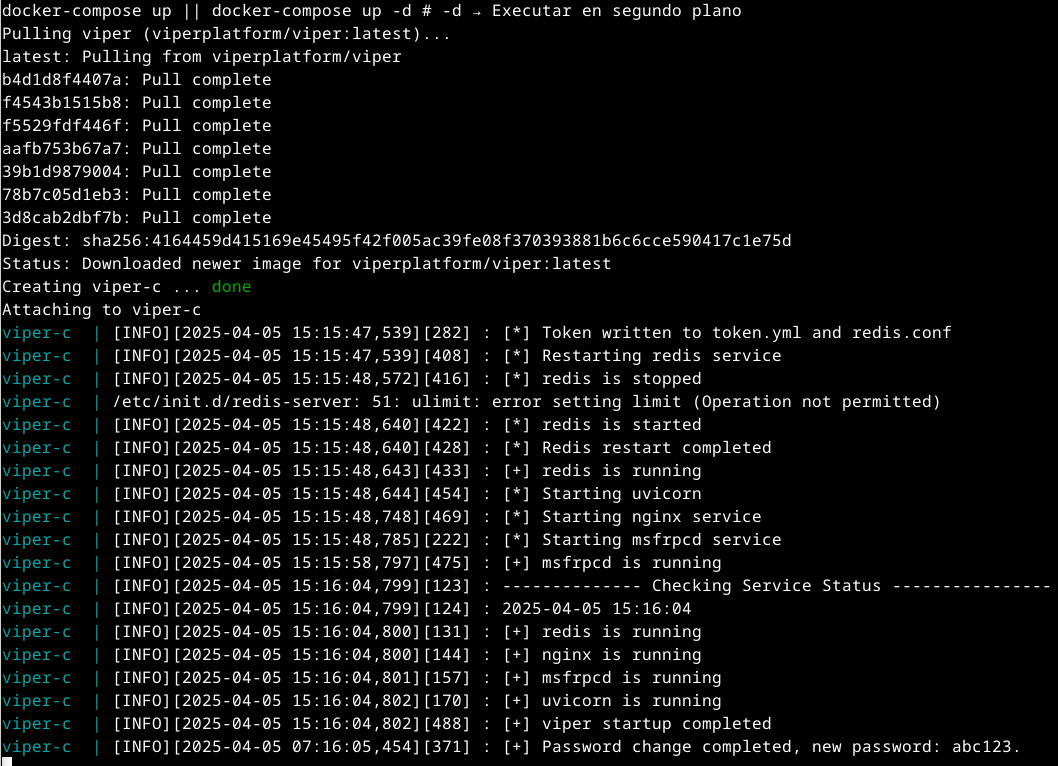 docker-compose up || docker-compose up -d # -d → Executar en segundo plano
Pulling viper (viperplatform/viper:latest)...
latest: Pulling from viperplatform/viper
b4d1d8f4407a: Pull complete
f4543b1515b8: Pull complete
f5529fdf446f: Pull complete
aafb753b67a7: Pull complete
39b1d9879004: Pull complete
78b7c05d1eb3: Pull complete
3d8cab2dbf7b: Pull complete
Digest: sha256:4164459d415169e45495f42f005ac39fe08f370393881b6c6cce590417c1e75d
Status: Downloaded newer image for viperplatform/viper:latest
Creating viper-c ... done
Attaching to viper-c
viper-c  | [INFO][2025-04-05 15:15:47,539][282] : [*] Token written to token.yml and redis.conf
viper-c  | [INFO][2025-04-05 15:15:47,539][408] : [*] Restarting redis service
viper-c  | [INFO][2025-04-05 15:15:48,572][416] : [*] redis is stopped
viper-c  | /etc/init.d/redis-server: 51: ulimit: error setting limit (Operation not permitted)
viper-c  | [INFO][2025-04-05 15:15:48,640][422] : [*] redis is started
viper-c  | [INFO][2025-04-05 15:15:48,640][428] : [*] Redis restart completed
viper-c  | [INFO][2025-04-05 15:15:48,643][433] : [+] redis is running
viper-c  | [INFO][2025-04-05 15:15:48,644][454] : [*] Starting uvicorn
viper-c  | [INFO][2025-04-05 15:15:48,748][469] : [*] Starting nginx service
viper-c  | [INFO][2025-04-05 15:15:48,785][222] : [*] Starting msfrpcd service
viper-c  | [INFO][2025-04-05 15:15:58,797][475] : [+] msfrpcd is running
viper-c  | [INFO][2025-04-05 15:16:04,799][123] : -------------- Checking Service Status ----------------
viper-c  | [INFO][2025-04-05 15:16:04,799][124] : 2025-04-05 15:16:04
viper-c  | [INFO][2025-04-05 15:16:04,800][131] : [+] redis is running
viper-c  | [INFO][2025-04-05 15:16:04,800][144] : [+] nginx is running
viper-c  | [INFO][2025-04-05 15:16:04,801][157] : [+] msfrpcd is running
viper-c  | [INFO][2025-04-05 15:16:04,802][170] : [+] uvicorn is running
viper-c  | [INFO][2025-04-05 15:16:04,802][488] : [+] viper startup completed
viper-c  | [INFO][2025-04-05 07:16:05,454][371] : [+] Password change completed, new password: abc123.